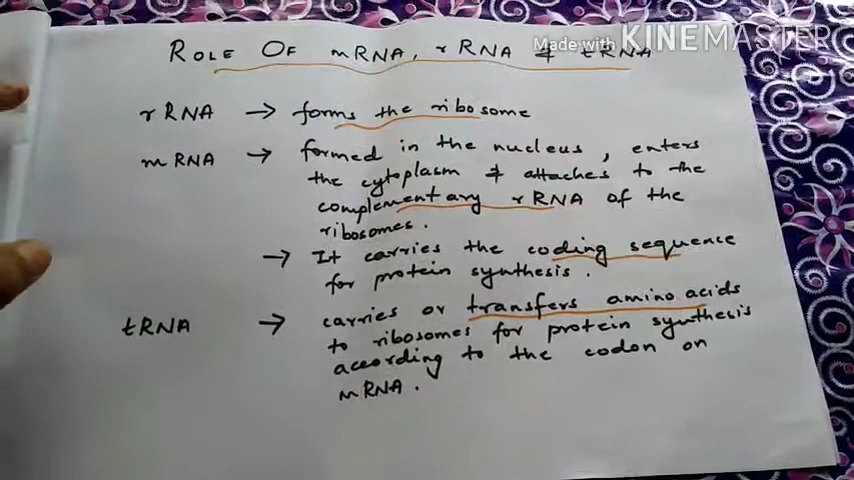 ROLE OF mRNA, rRNA & tRNA
Made with KINEMASTER
rRNA → forms the ribosome
mRNA → formed in the nucleus, enters
the cytoplasm & attaches to the
complementary rRNA of the
ribosomes.
→ It carries the coding sequence
for protein synthesis.
tRNA → carries or transfers amino acids
to ribosomes for protein synthesis
according to the codon on
mRNA.